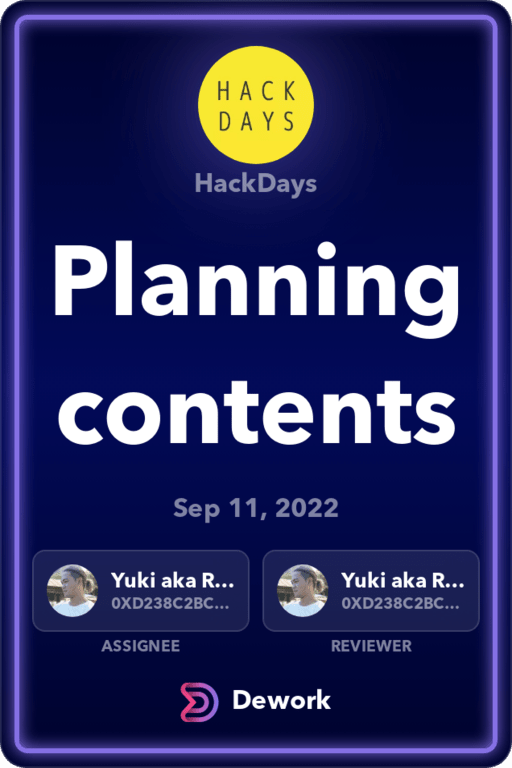 HACK
DAYS
HackDays
Planning
contents
Sep 11, 2022
Yuki aka R... Yuki aka R...
0XD238C2BC... 0XD238C2BC...
ASSIGNEE REVIEWER
Dework